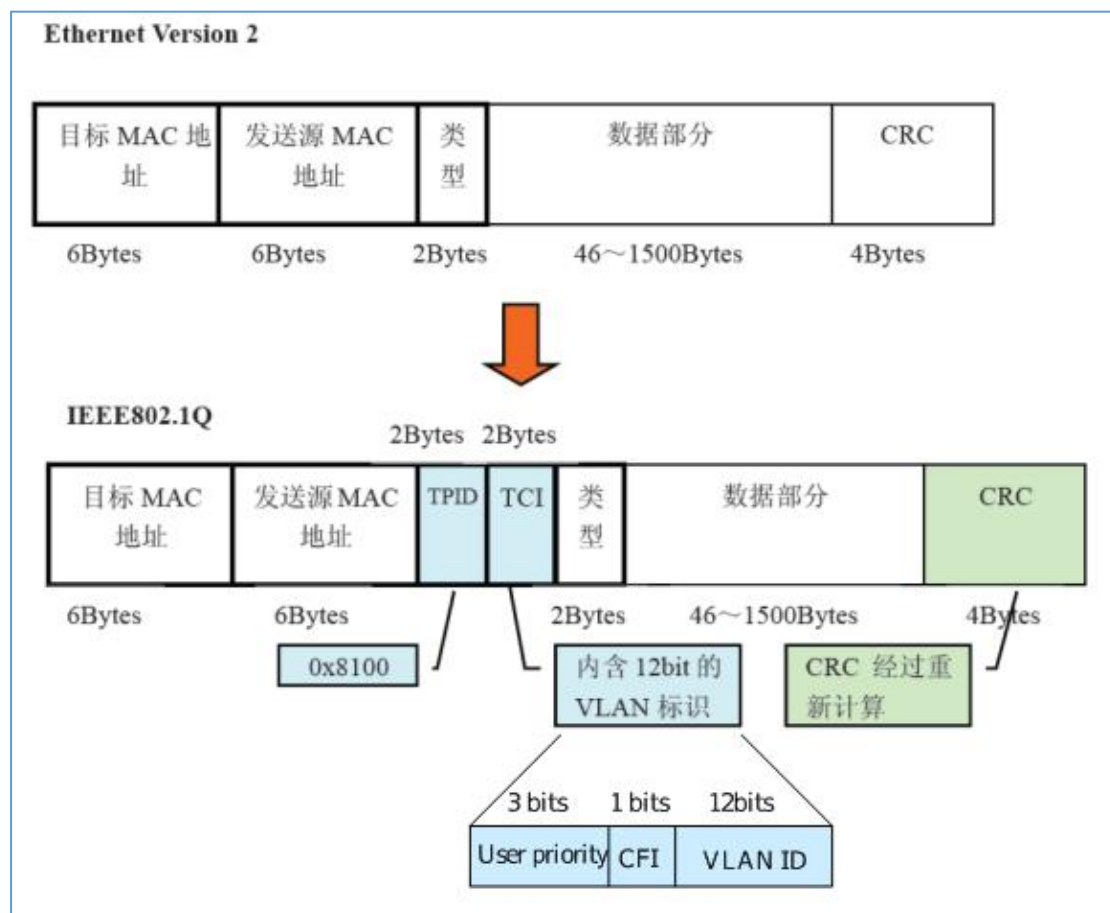 Ethernet Version 2
目标 MAC 地
址
发送源 MAC
地址
类
型
数据部分
CRC
6Bytes
6Bytes
2Bytes
46～1500Bytes
4Bytes
IEEE802.1Q
2Bytes
2Bytes
目标 MAC
地址
发送源 MAC
地址
TPID
TCI
类
型
数据部分
CRC
6Bytes
6Bytes
2Bytes
46～1500Bytes
4Bytes
0x8100
内含 12bit 的
VLAN 标识
CRC 经过重
新计算
3 bits
1 bits
12bits
User priority
CFI
VLAN ID